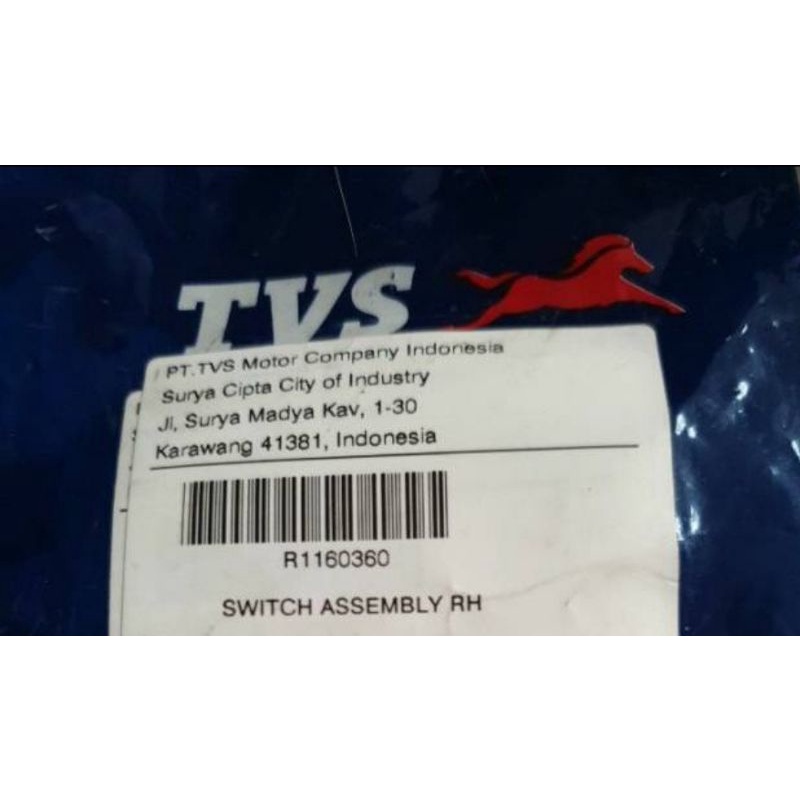 TVS
PT.TVS Motor Company Indonesia
Surya Cipta City of Industry
Jl, Surya Madya Kav, 1-30
Karawang 41381, Indonesia
R1160360
SWITCH ASSEMBLY RH